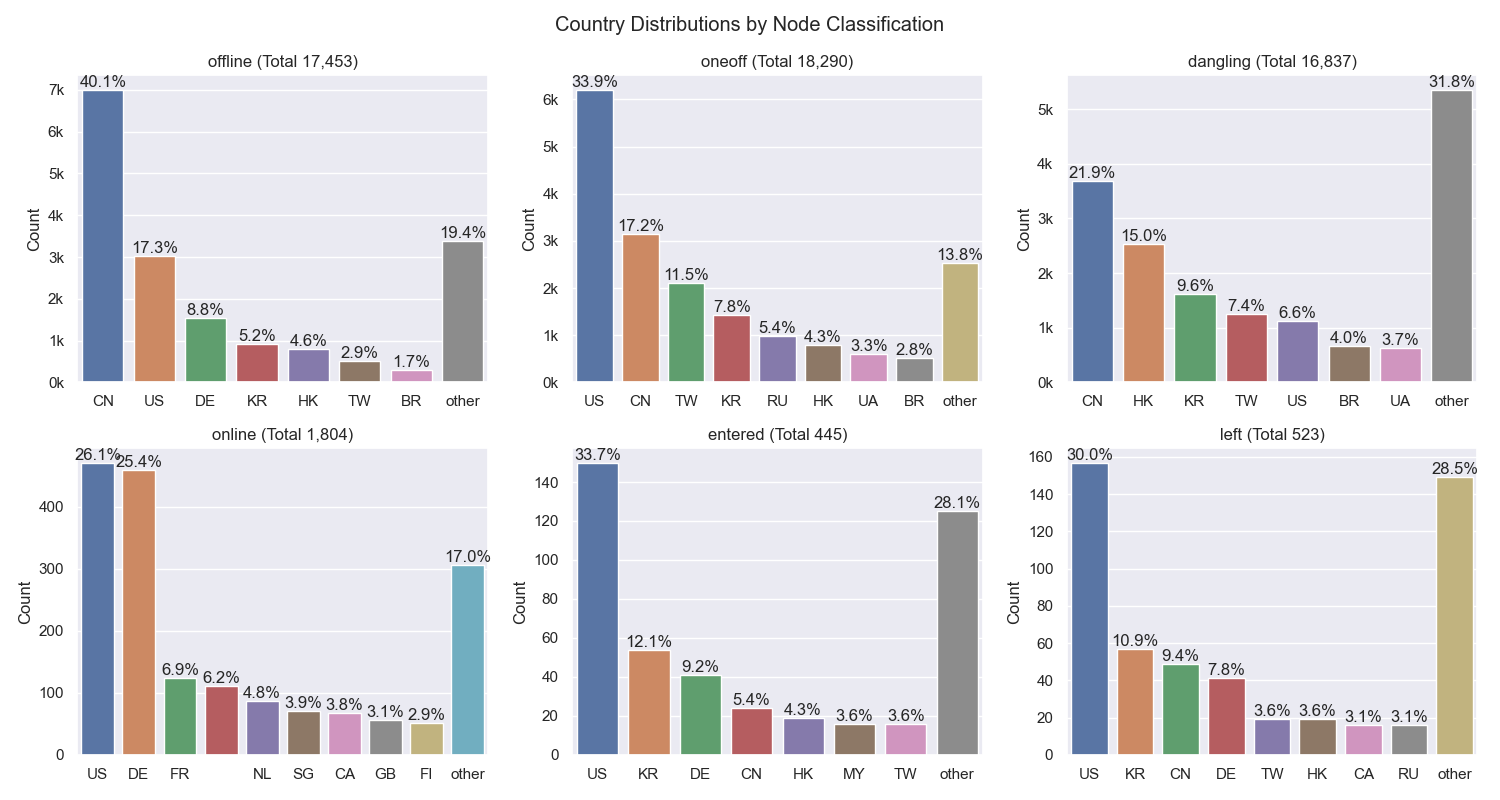 Country Distributions by Node Classification
offline (Total 17,453)
Count
7k
6k
5k
4k
3k
2k
1k
0k
40.1%
17.3%
8.8%
5.2%
4.6%
2.9%
1.7%
19.4%
CN US DE KR HK TW BR other
oneoff (Total 18,290)
Count
6k
5k
4k
3k
2k
1k
0k
33.9%
17.2%
11.5%
7.8%
5.4%
4.3%
3.3%
2.8%
13.8%
US CN TW KR RU HK UA BR other
dangling (Total 16,837)
Count
5k
4k
3k
2k
1k
0k
21.9%
15.0%
9.6%
7.4%
6.6%
4.0%
3.7%
31.8%
CN HK KR TW US BR UA other
online (Total 1,804)
Count
400
300
200
100
0
26.1%
25.4%
6.9%
6.2%
4.8%
3.9%
3.8%
3.1%
2.9%
17.0%
US DE FR NL SG CA GB FI other
entered (Total 445)
Count
140
120
100
80
60
40
20
0
33.7%
12.1%
9.2%
5.4%
4.3%
3.6%
3.6%
28.1%
US KR DE CN HK MY TW other
left (Total 523)
Count
160
140
120
100
80
60
40
20
0
30.0%
10.9%
9.4%
7.8%
3.6%
3.6%
3.1%
3.1%
28.5%
US KR CN DE TW HK CA RU other